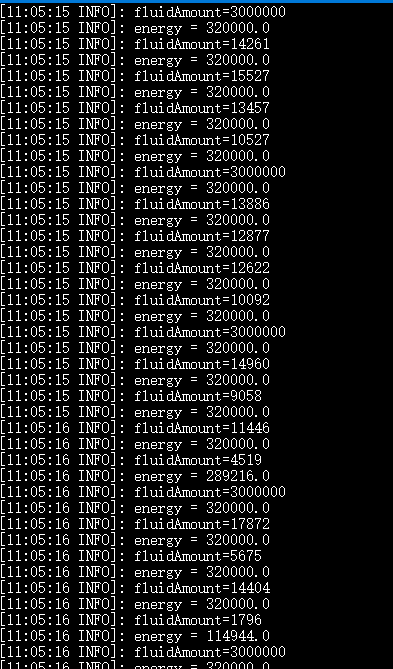 [11:05:15 INFO]: fluidAmount=3000000
[11:05:15 INFO]: energy = 320000.0
[11:05:15 INFO]: fluidAmount=14261
[11:05:15 INFO]: energy = 320000.0
[11:05:15 INFO]: fluidAmount=15527
[11:05:15 INFO]: energy = 320000.0
[11:05:15 INFO]: fluidAmount=13457
[11:05:15 INFO]: energy = 320000.0
[11:05:15 INFO]: fluidAmount=10527
[11:05:15 INFO]: energy = 320000.0
[11:05:15 INFO]: fluidAmount=3000000
[11:05:15 INFO]: energy = 320000.0
[11:05:15 INFO]: fluidAmount=13886
[11:05:15 INFO]: energy = 320000.0
[11:05:15 INFO]: fluidAmount=12877
[11:05:15 INFO]: energy = 320000.0
[11:05:15 INFO]: fluidAmount=12622
[11:05:15 INFO]: energy = 320000.0
[11:05:15 INFO]: fluidAmount=10092
[11:05:15 INFO]: energy = 320000.0
[11:05:15 INFO]: fluidAmount=3000000
[11:05:15 INFO]: energy = 320000.0
[11:05:15 INFO]: fluidAmount=14960
[11:05:15 INFO]: energy = 320000.0
[11:05:15 INFO]: fluidAmount=9058
[11:05:15 INFO]: energy = 320000.0
[11:05:16 INFO]: fluidAmount=11446
[11:05:16 INFO]: energy = 320000.0
[11:05:16 INFO]: fluidAmount=4519
[11:05:16 INFO]: energy = 289216.0
[11:05:16 INFO]: fluidAmount=3000000
[11:05:16 INFO]: energy = 320000.0
[11:05:16 INFO]: fluidAmount=17872
[11:05:16 INFO]: energy = 320000.0
[11:05:16 INFO]: fluidAmount=5675
[11:05:16 INFO]: energy = 320000.0
[11:05:16 INFO]: fluidAmount=14404
[11:05:16 INFO]: energy = 320000.0
[11:05:16 INFO]: fluidAmount=1796
[11:05:16 INFO]: energy = 114944.0
[11:05:16 INFO]: fluidAmount=3000000
[11:05:16 INFO]: energy = 320000.0